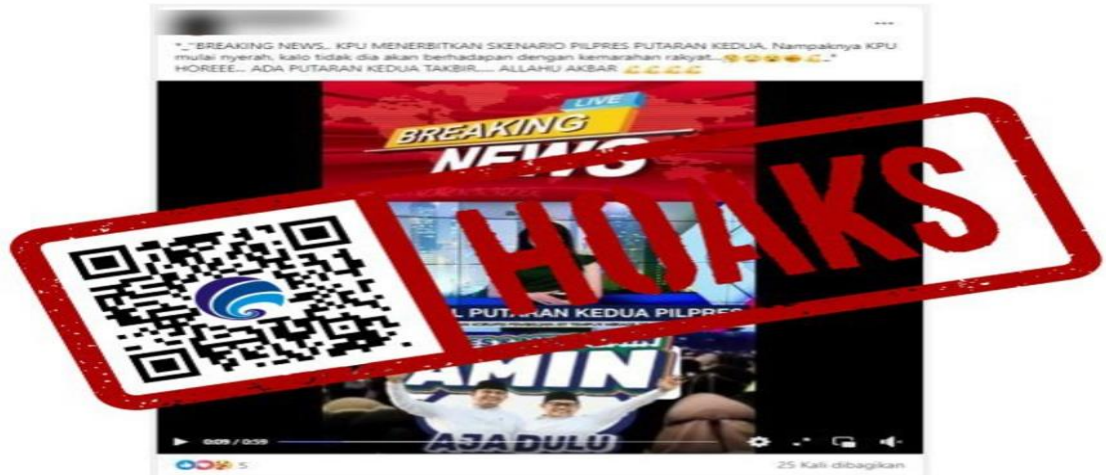 *_"BREAKING NEWS,. KPU MENERBITKAN SKENARIO PILPRES PUTARAN KEDUA, Nampaknya KPU
mulai nyerah, kalo tidak dia akan berhadapan dengan kemarahan rakyat...
HOREEE... ADA PUTARAN KEDUA TAKBIR..... ALLAHU AKBAR
LIVE
BREAKING
NEWS
HOAKS
L PUTARAN KEDUA PILPRES
AMIN
AJA DULU
0:09 / 0:59
5
25 Kali dibagikan